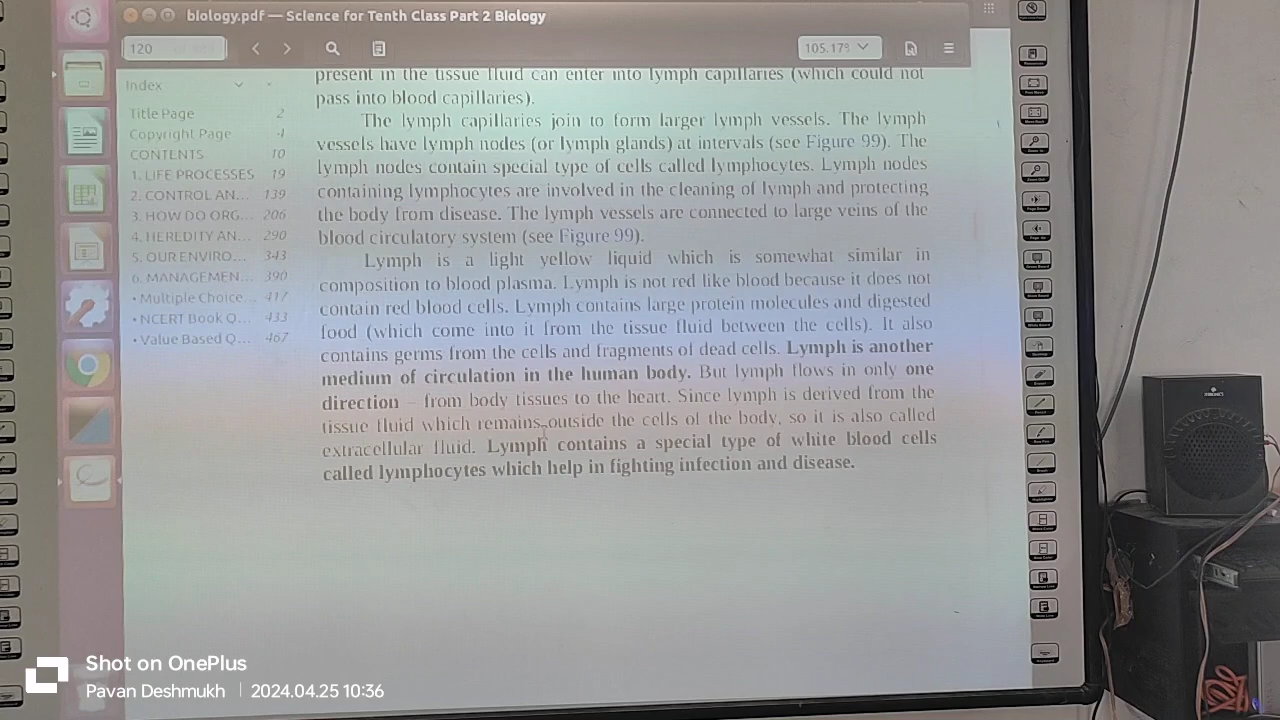 biology.pdf — Science for Tenth Class Part 2 Biology
120
105.17%
Index
Title Page 2
Copyright Page 4
CONTENTS 10
1. LIFE PROCESSES 19
2. CONTROL AN... 139
3. HOW DO ORG... 206
4. HEREDITY AN... 290
5. OUR ENVIRO... 343
6. MANAGEMEN... 390
• Multiple Choice... 417
• NCERT Book Q... 433
• Value Based Q... 467
present in the tissue fluid can enter into lymph capillaries (which could not
pass into blood capillaries).
The lymph capillaries join to form larger lymph vessels. The lymph
vessels have lymph nodes (or lymph glands) at intervals (see Figure 99). The
lymph nodes contain special type of cells called lymphocytes. Lymph nodes
containing lymphocytes are involved in the cleaning of lymph and protecting
the body from disease. The lymph vessels are connected to large veins of the
blood circulatory system (see Figure 99).
Lymph is a light yellow liquid which is somewhat similar in
composition to blood plasma. Lymph is not red like blood because it does not
contain red blood cells. Lymph contains large protein molecules and digested
food (which come into it from the tissue fluid between the cells). It also
contains germs from the cells and fragments of dead cells. Lymph is another
medium of circulation in the human body. But lymph flows in only one
direction – from body tissues to the heart. Since lymph is derived from the
tissue fluid which remains outside the cells of the body, so it is also called
extracellular fluid. Lymph contains a special type of white blood cells
called lymphocytes which help in fighting infection and disease.
Shot on OnePlus
Pavan Deshmukh | 2024.04.25 10:36